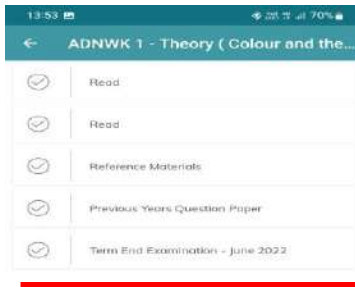 13:53 70%
← ADNWK 1 - Theory ( Colour and the...
Read
Read
Reference Materials
Previous Years Question Paper
Term End Examination - June 2022